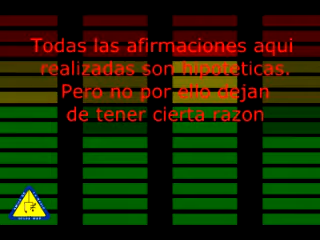 Todas las afirmaciones aqui
realizadas son hipoteticas.
Pero no por ello dejan
de tener cierta razon